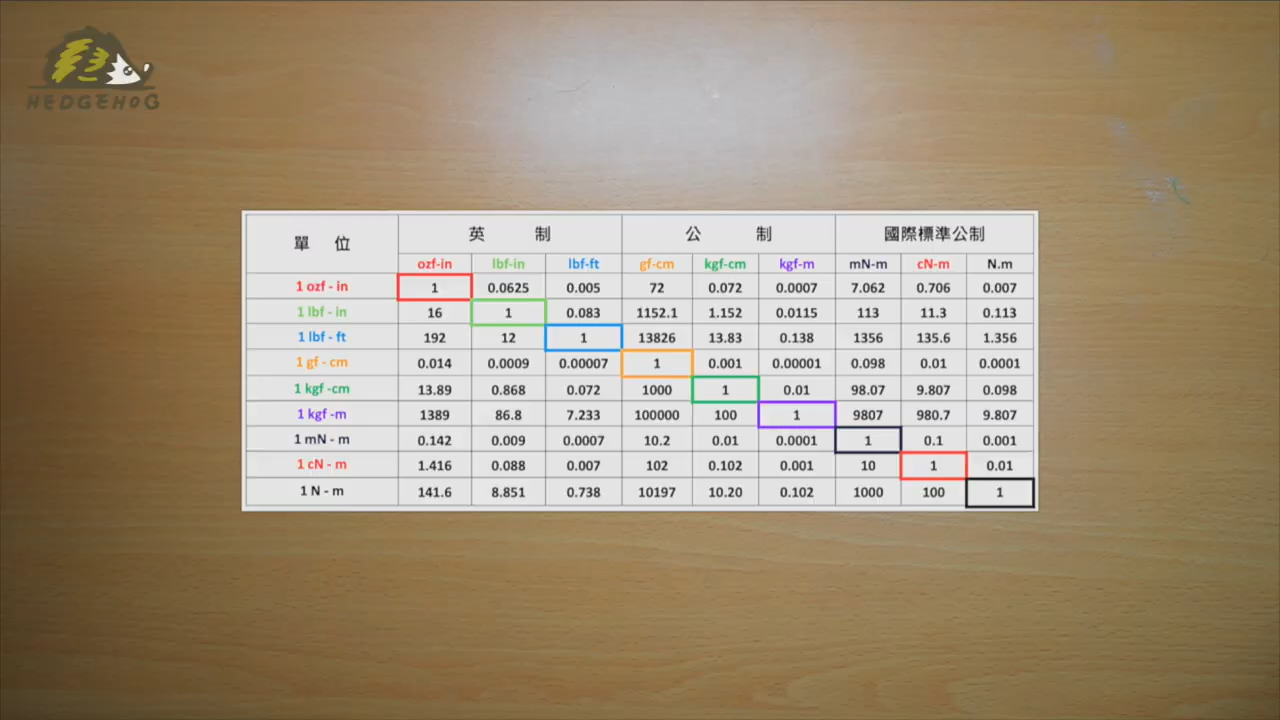 HEDGEHOG
單 位 英 制 公 制 國際標準公制
ozf-in lbf-in lbf-ft gf-cm kgf-cm kgf-m mN-m cN-m N.m
1 ozf - in 1 0.0625 0.005 72 0.072 0.0007 7.062 0.706 0.007
1 lbf - in 16 1 0.083 1152.1 1.152 0.0115 113 11.3 0.113
1 lbf - ft 192 12 1 13826 13.83 0.138 1356 135.6 1.356
1 gf - cm 0.014 0.0009 0.00007 1 0.001 0.00001 0.098 0.01 0.0001
1 kgf -cm 13.89 0.868 0.072 1000 1 0.01 98.07 9.807 0.098
1 kgf -m 1389 86.8 7.233 100000 100 1 9807 980.7 9.807
1 mN - m 0.142 0.009 0.0007 10.2 0.01 0.0001 1 0.1 0.001
1 cN - m 1.416 0.088 0.007 102 0.102 0.001 10 1 0.01
1 N - m 141.6 8.851 0.738 10197 10.20 0.102 1000 100 1